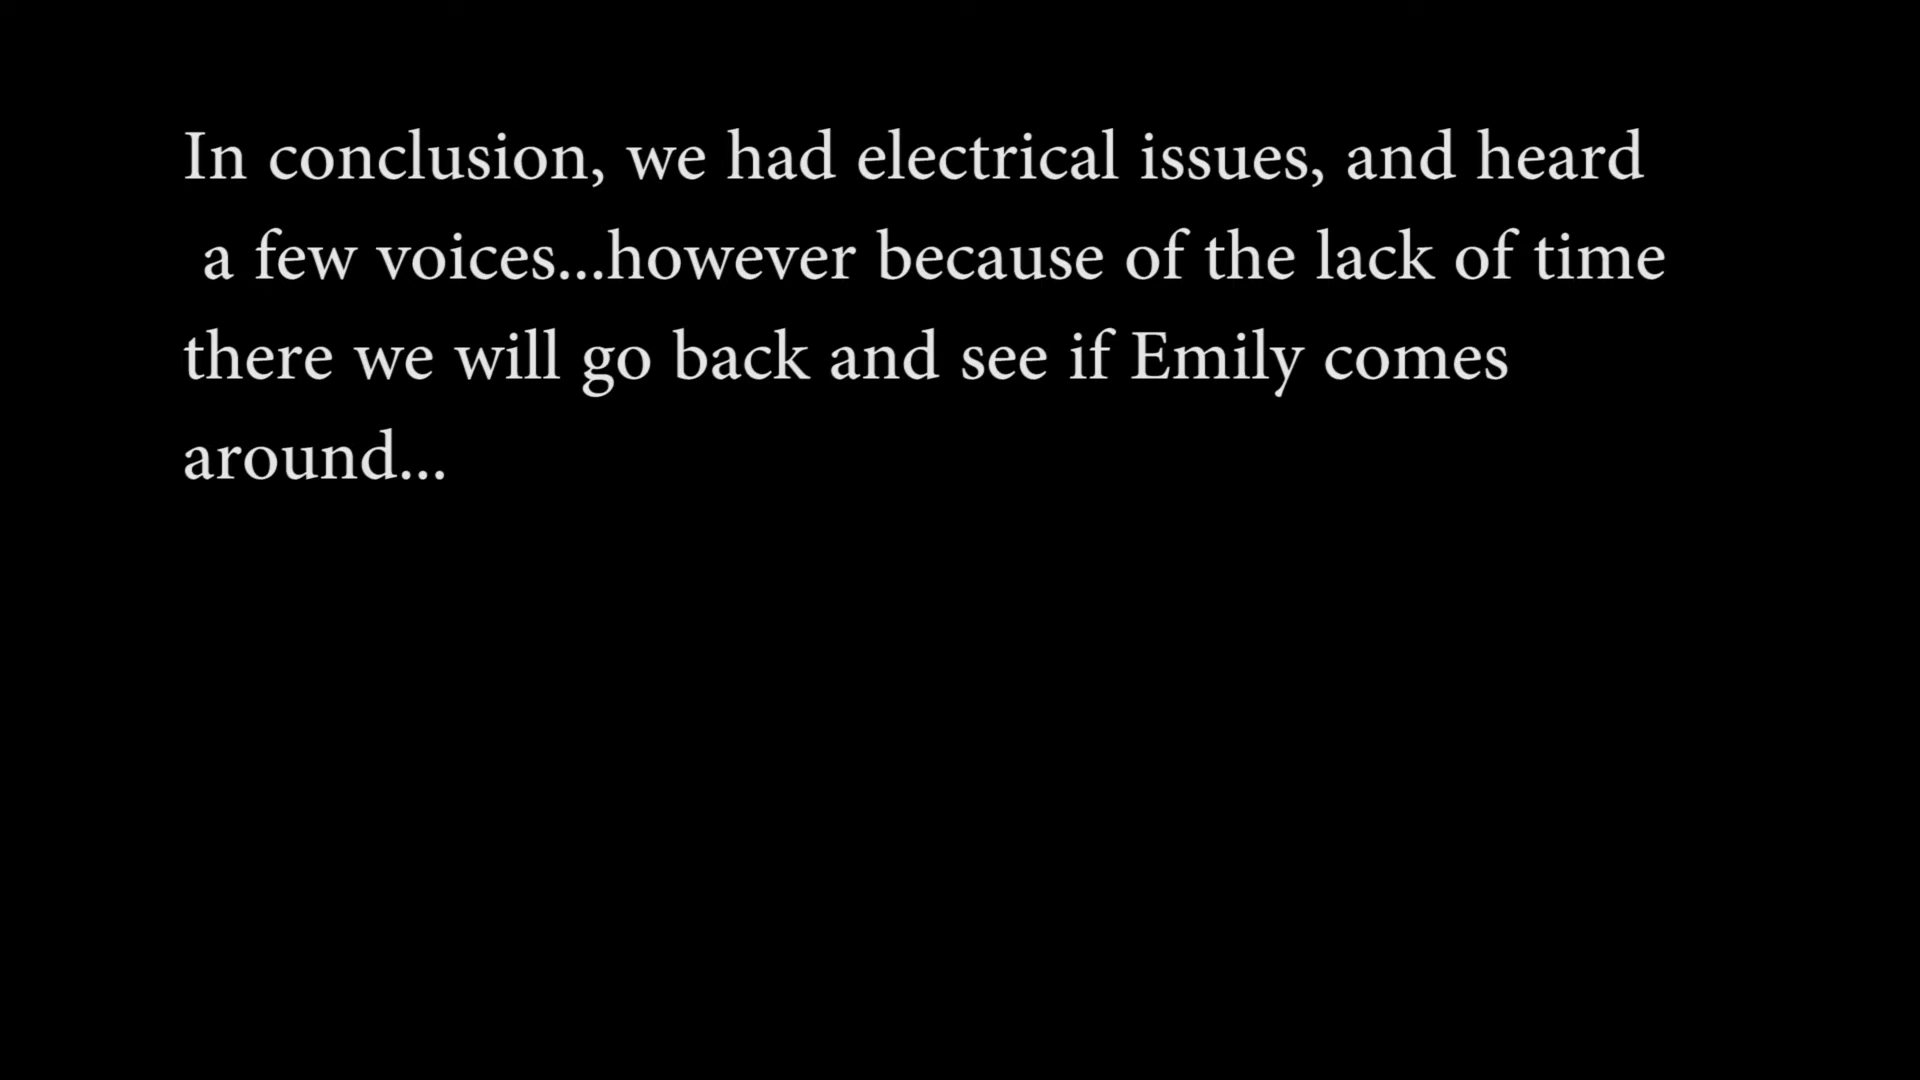 In conclusion, we had electrical issues, and heard
a few voices...however because of the lack of time
there we will go back and see if Emily comes
around...